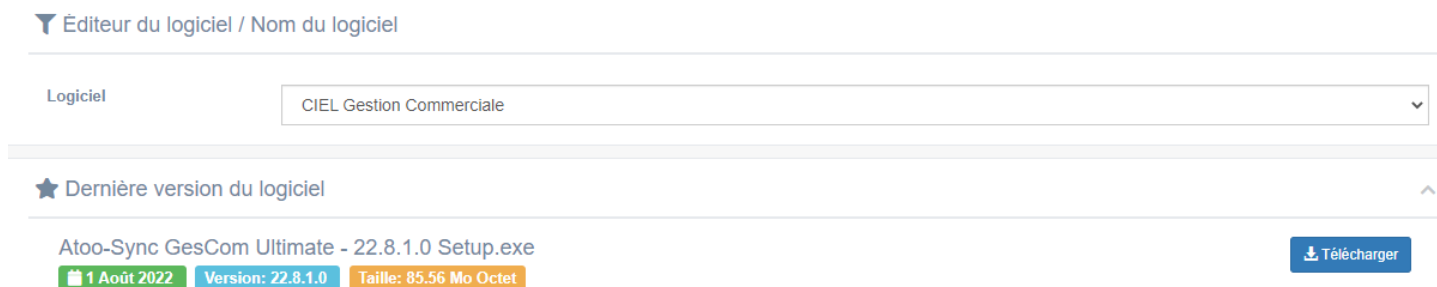 Éditeur du logiciel / Nom du logiciel
Logiciel
CIEL Gestion Commerciale
Dernière version du logiciel
Atoo-Sync GesCom Ultimate - 22.8.1.0 Setup.exe
Télécharger
1 Août 2022 Version: 22.8.1.0 Taille: 85.56 Mo Octet